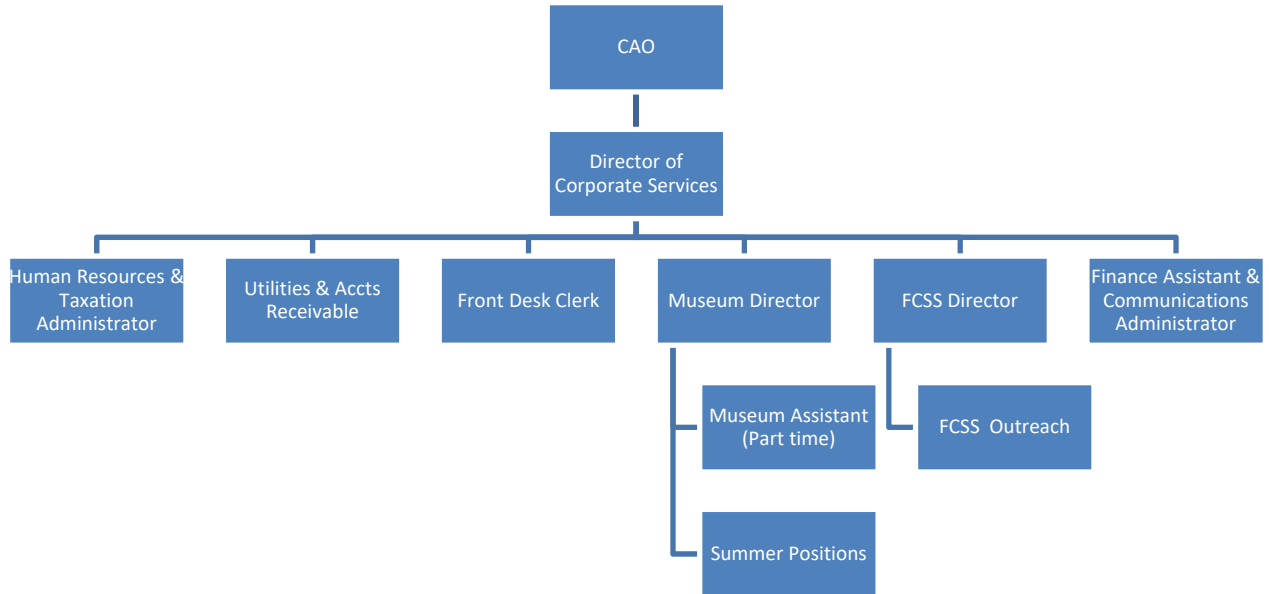 CAO
Director of
Corporate Services
Human Resources &
Taxation
Administrator
Utilities & Accts
Receivable
Front Desk Clerk
Museum Director
FCSS Director
Finance Assistant &
Communications
Administrator
Museum Assistant
(Part time)
FCSS  Outreach
Summer Positions